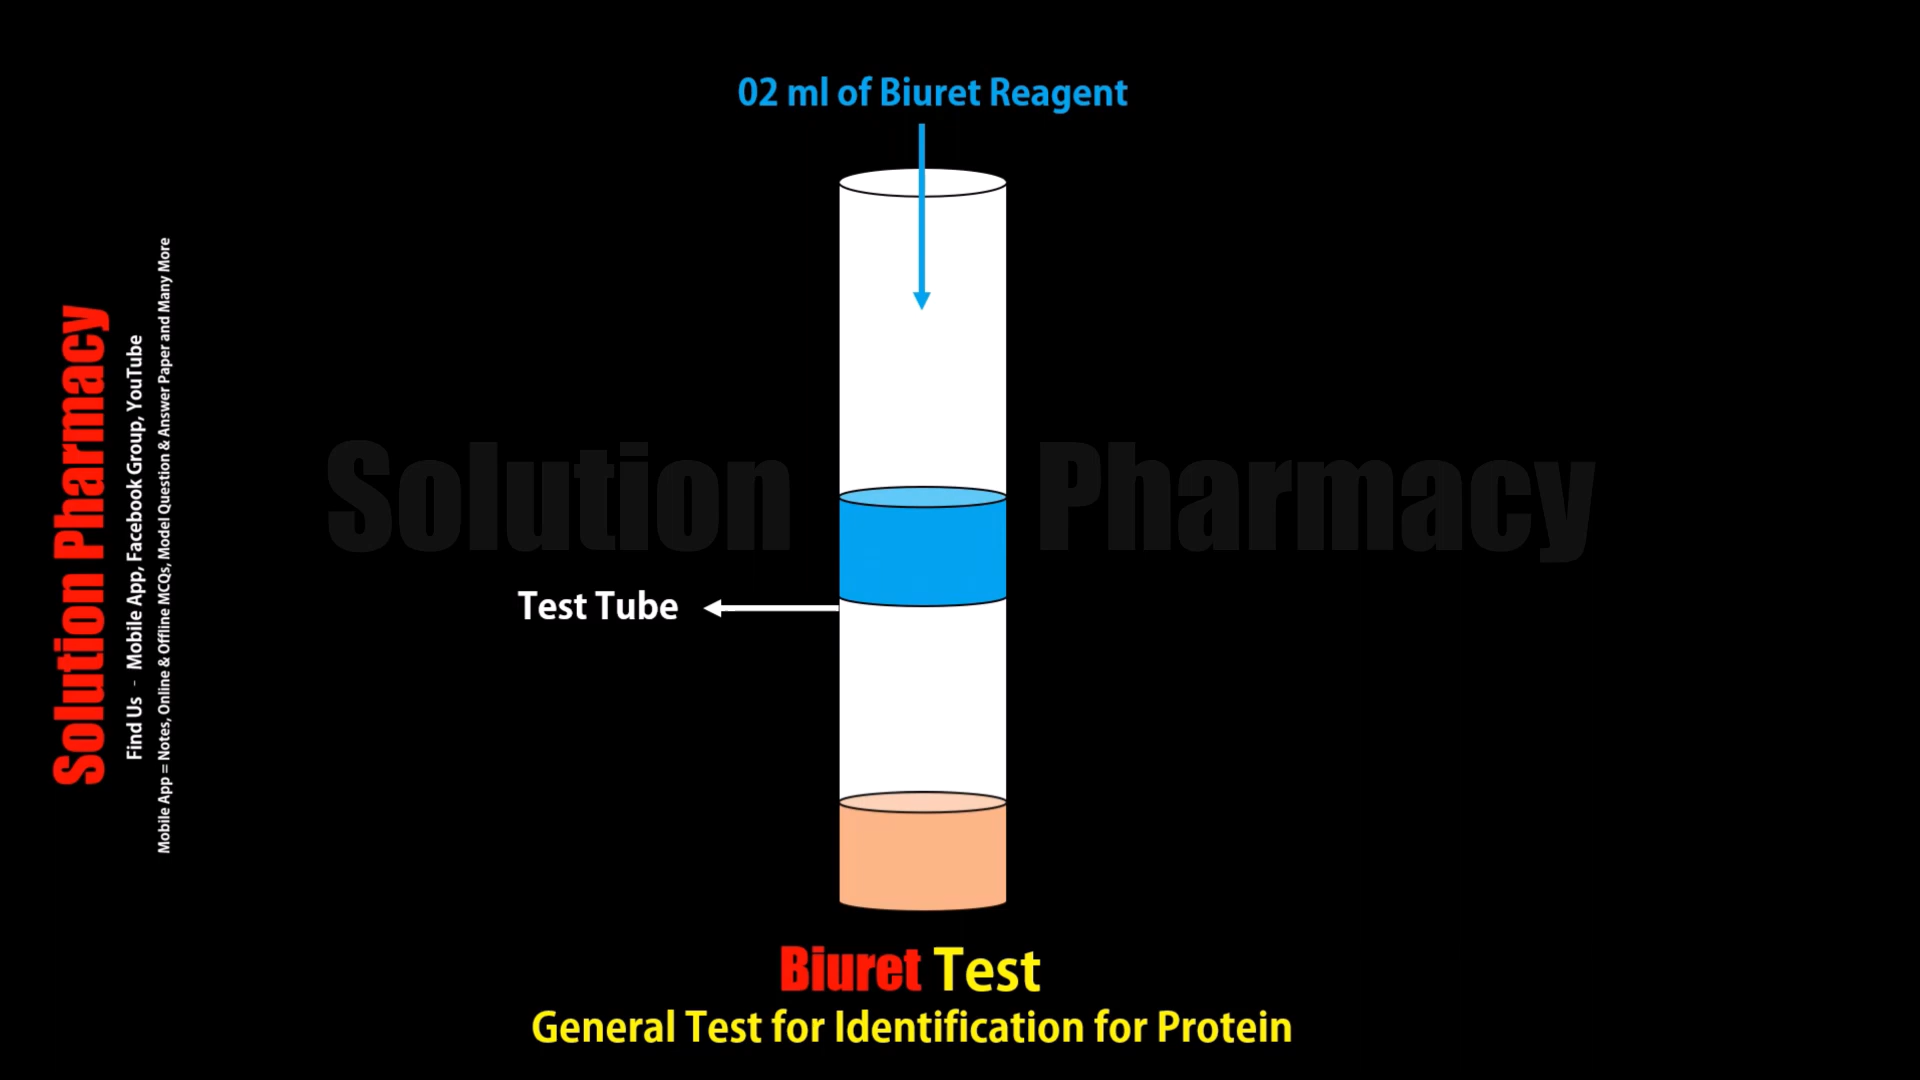 02 ml of Biuret Reagent
Solution Pharmacy
Test Tube
Solution Pharmacy
Find Us - Mobile App, Facebook Group, YouTube
Mobile App = Notes, Online & Offline MCQs, Model Question & Answer Paper and Many More
Biuret Test
General Test for Identification for Protein